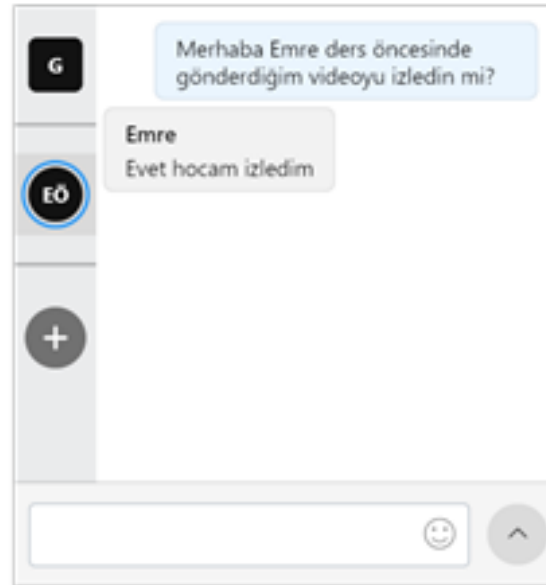 G
Merhaba Emre ders öncesinde
gönderdiğim videoyu izledin mi?
Emre
Evet hocam izledim
EÖ